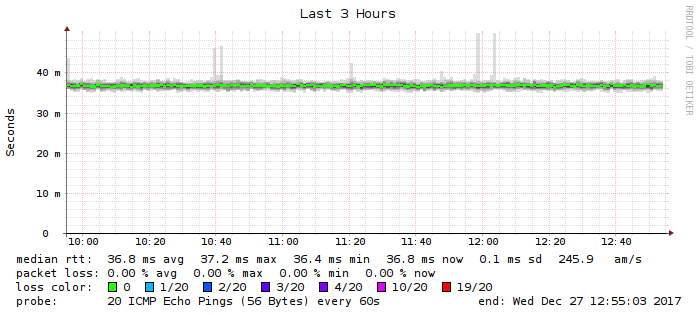 Last 3 Hours
RRDTOOL / TOBI OETIKER
Seconds
40 m
30 m
20 m
10 m
0
10:00 10:20 10:40 11:00 11:20 11:40 12:00 12:20 12:40
median rtt: 36.8 ms avg 37.2 ms max 36.4 ms min 36.8 ms now 0.1 ms sd 245.9 am/s
packet loss: 0.00 % avg 0.00 % max 0.00 % min 0.00 % now
loss color: 0 1/20 2/20 3/20 4/20 10/20 19/20
probe: 20 ICMP Echo Pings (56 Bytes) every 60s end: Wed Dec 27 12:55:03 2017